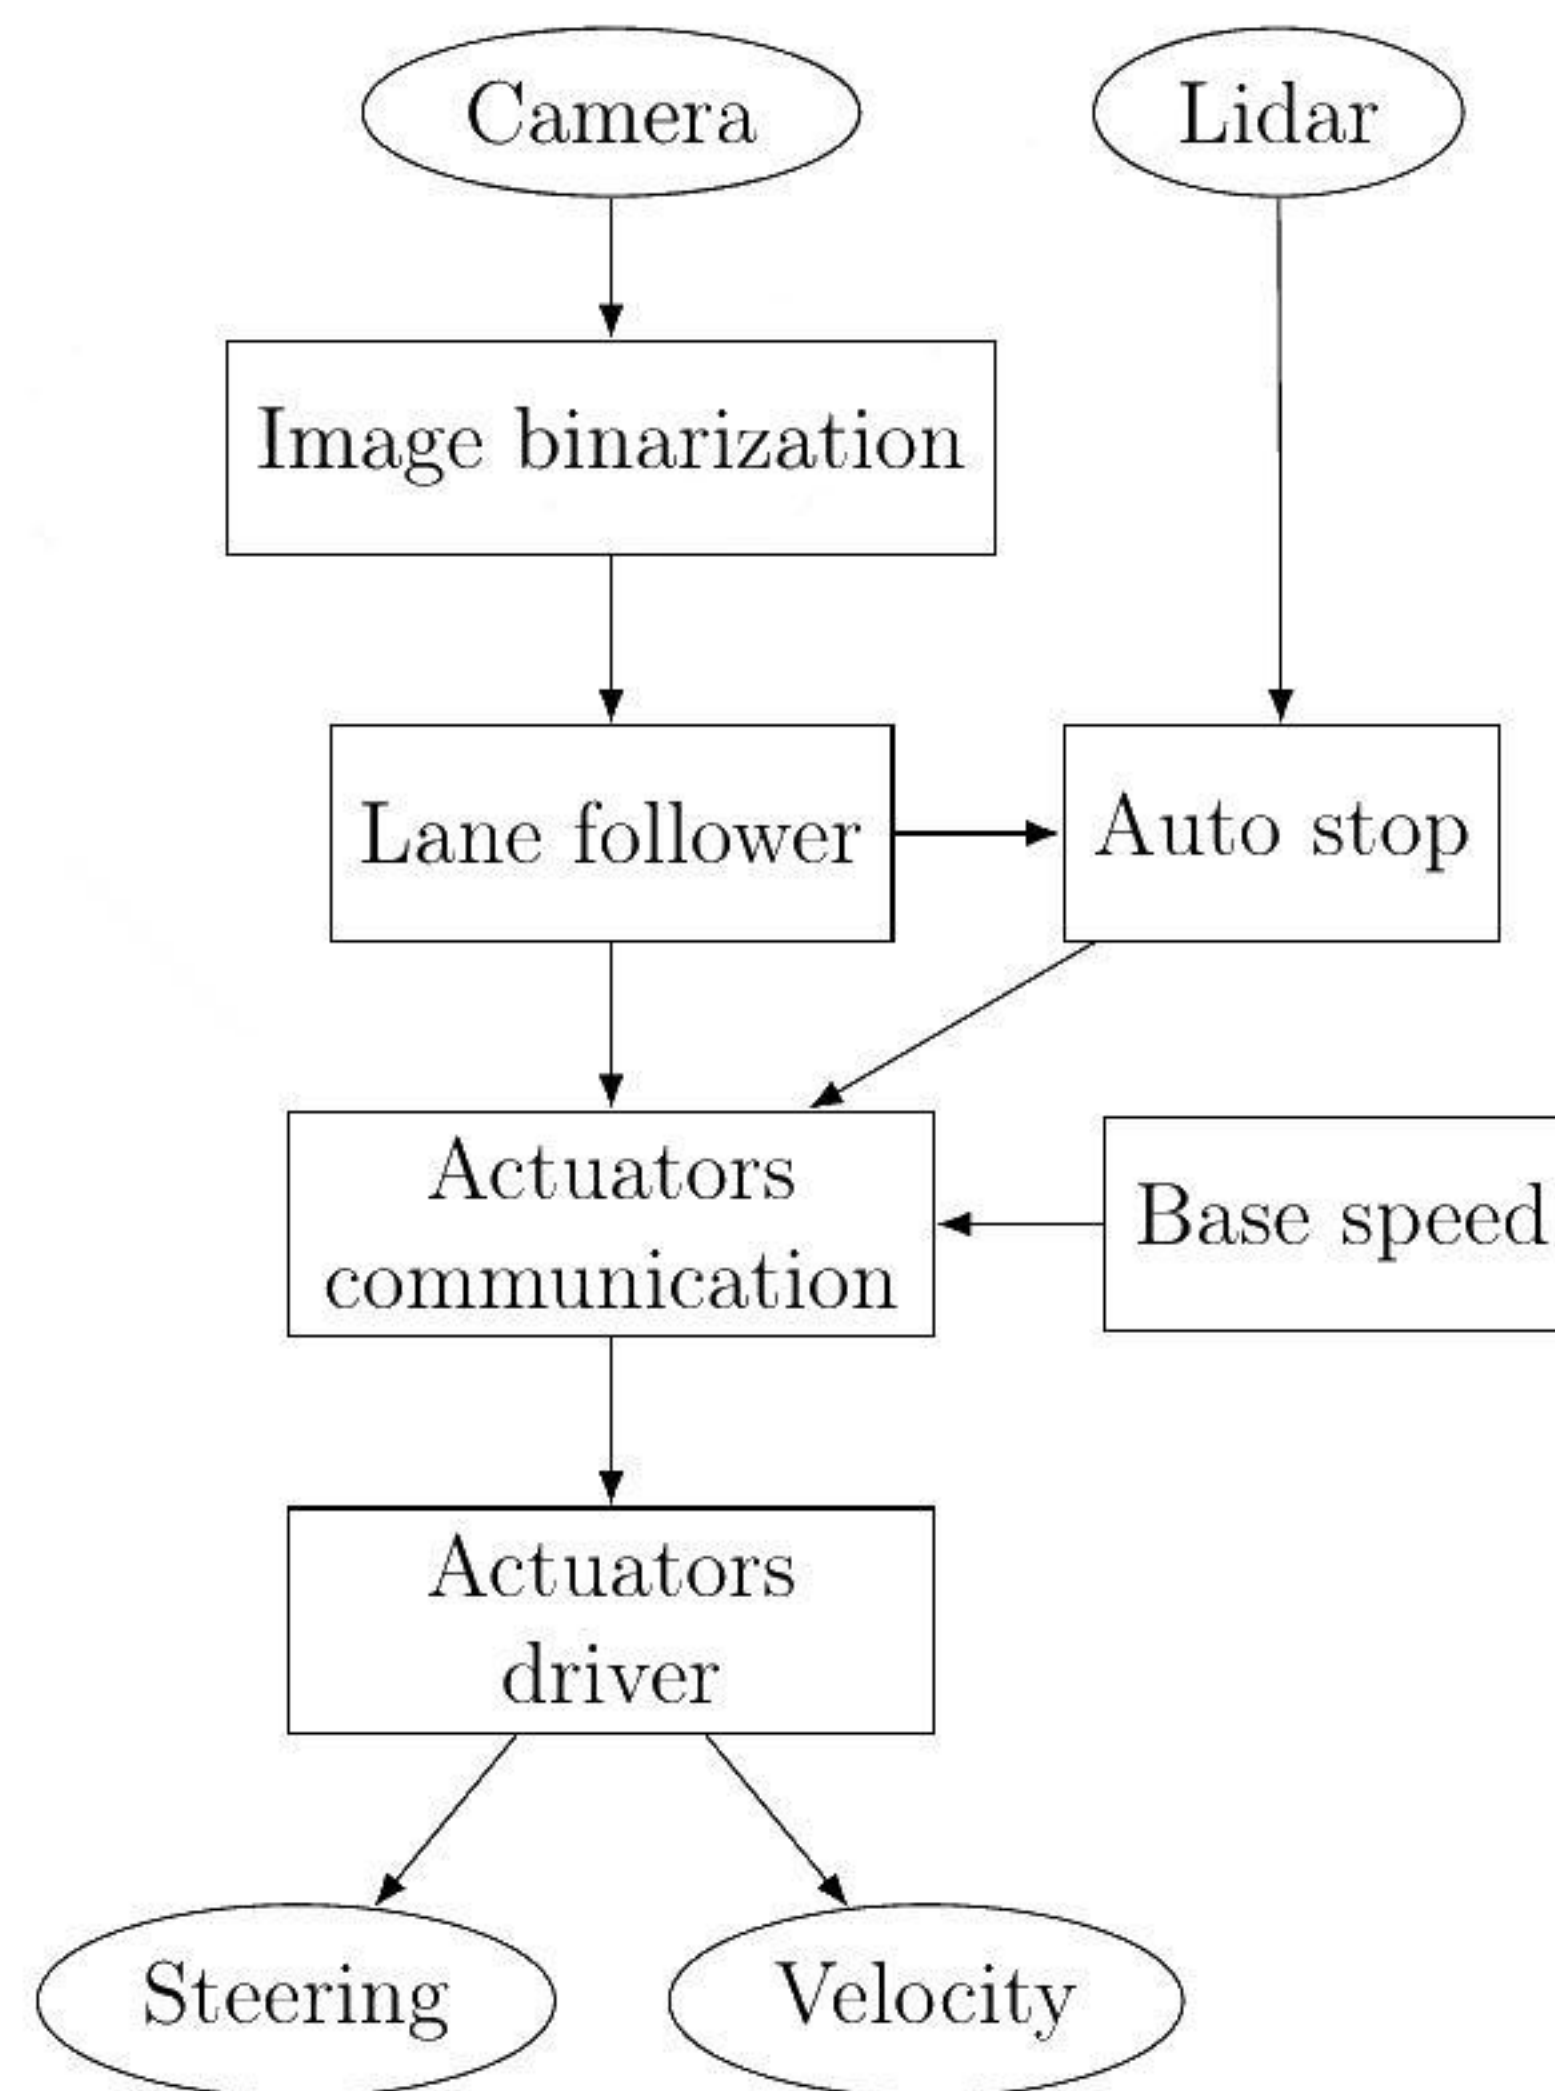 Camera
Lidar
Image binarization
Lane follower
Auto stop
Actuators
communication
Base speed
Actuators
driver
Steering
Velocity